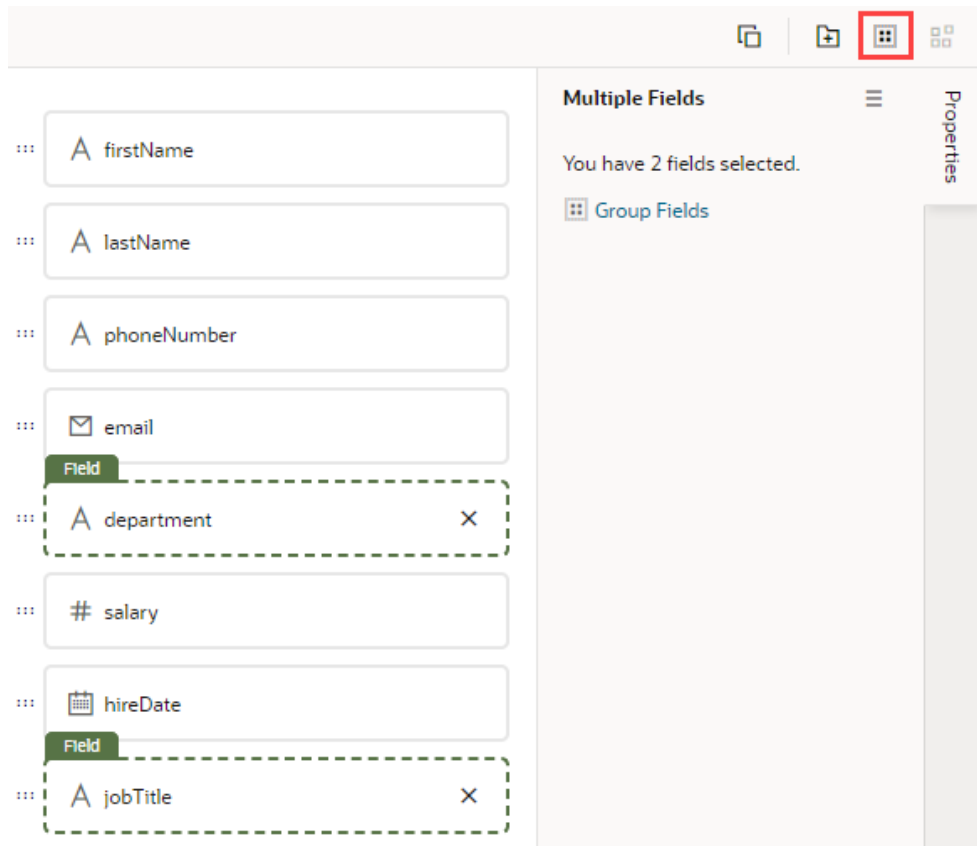 firstName
lastName
phoneNumber
email
Field
department
salary
hireDate
Field
jobTitle
Multiple Fields
You have 2 fields selected.
Group Fields
Properties